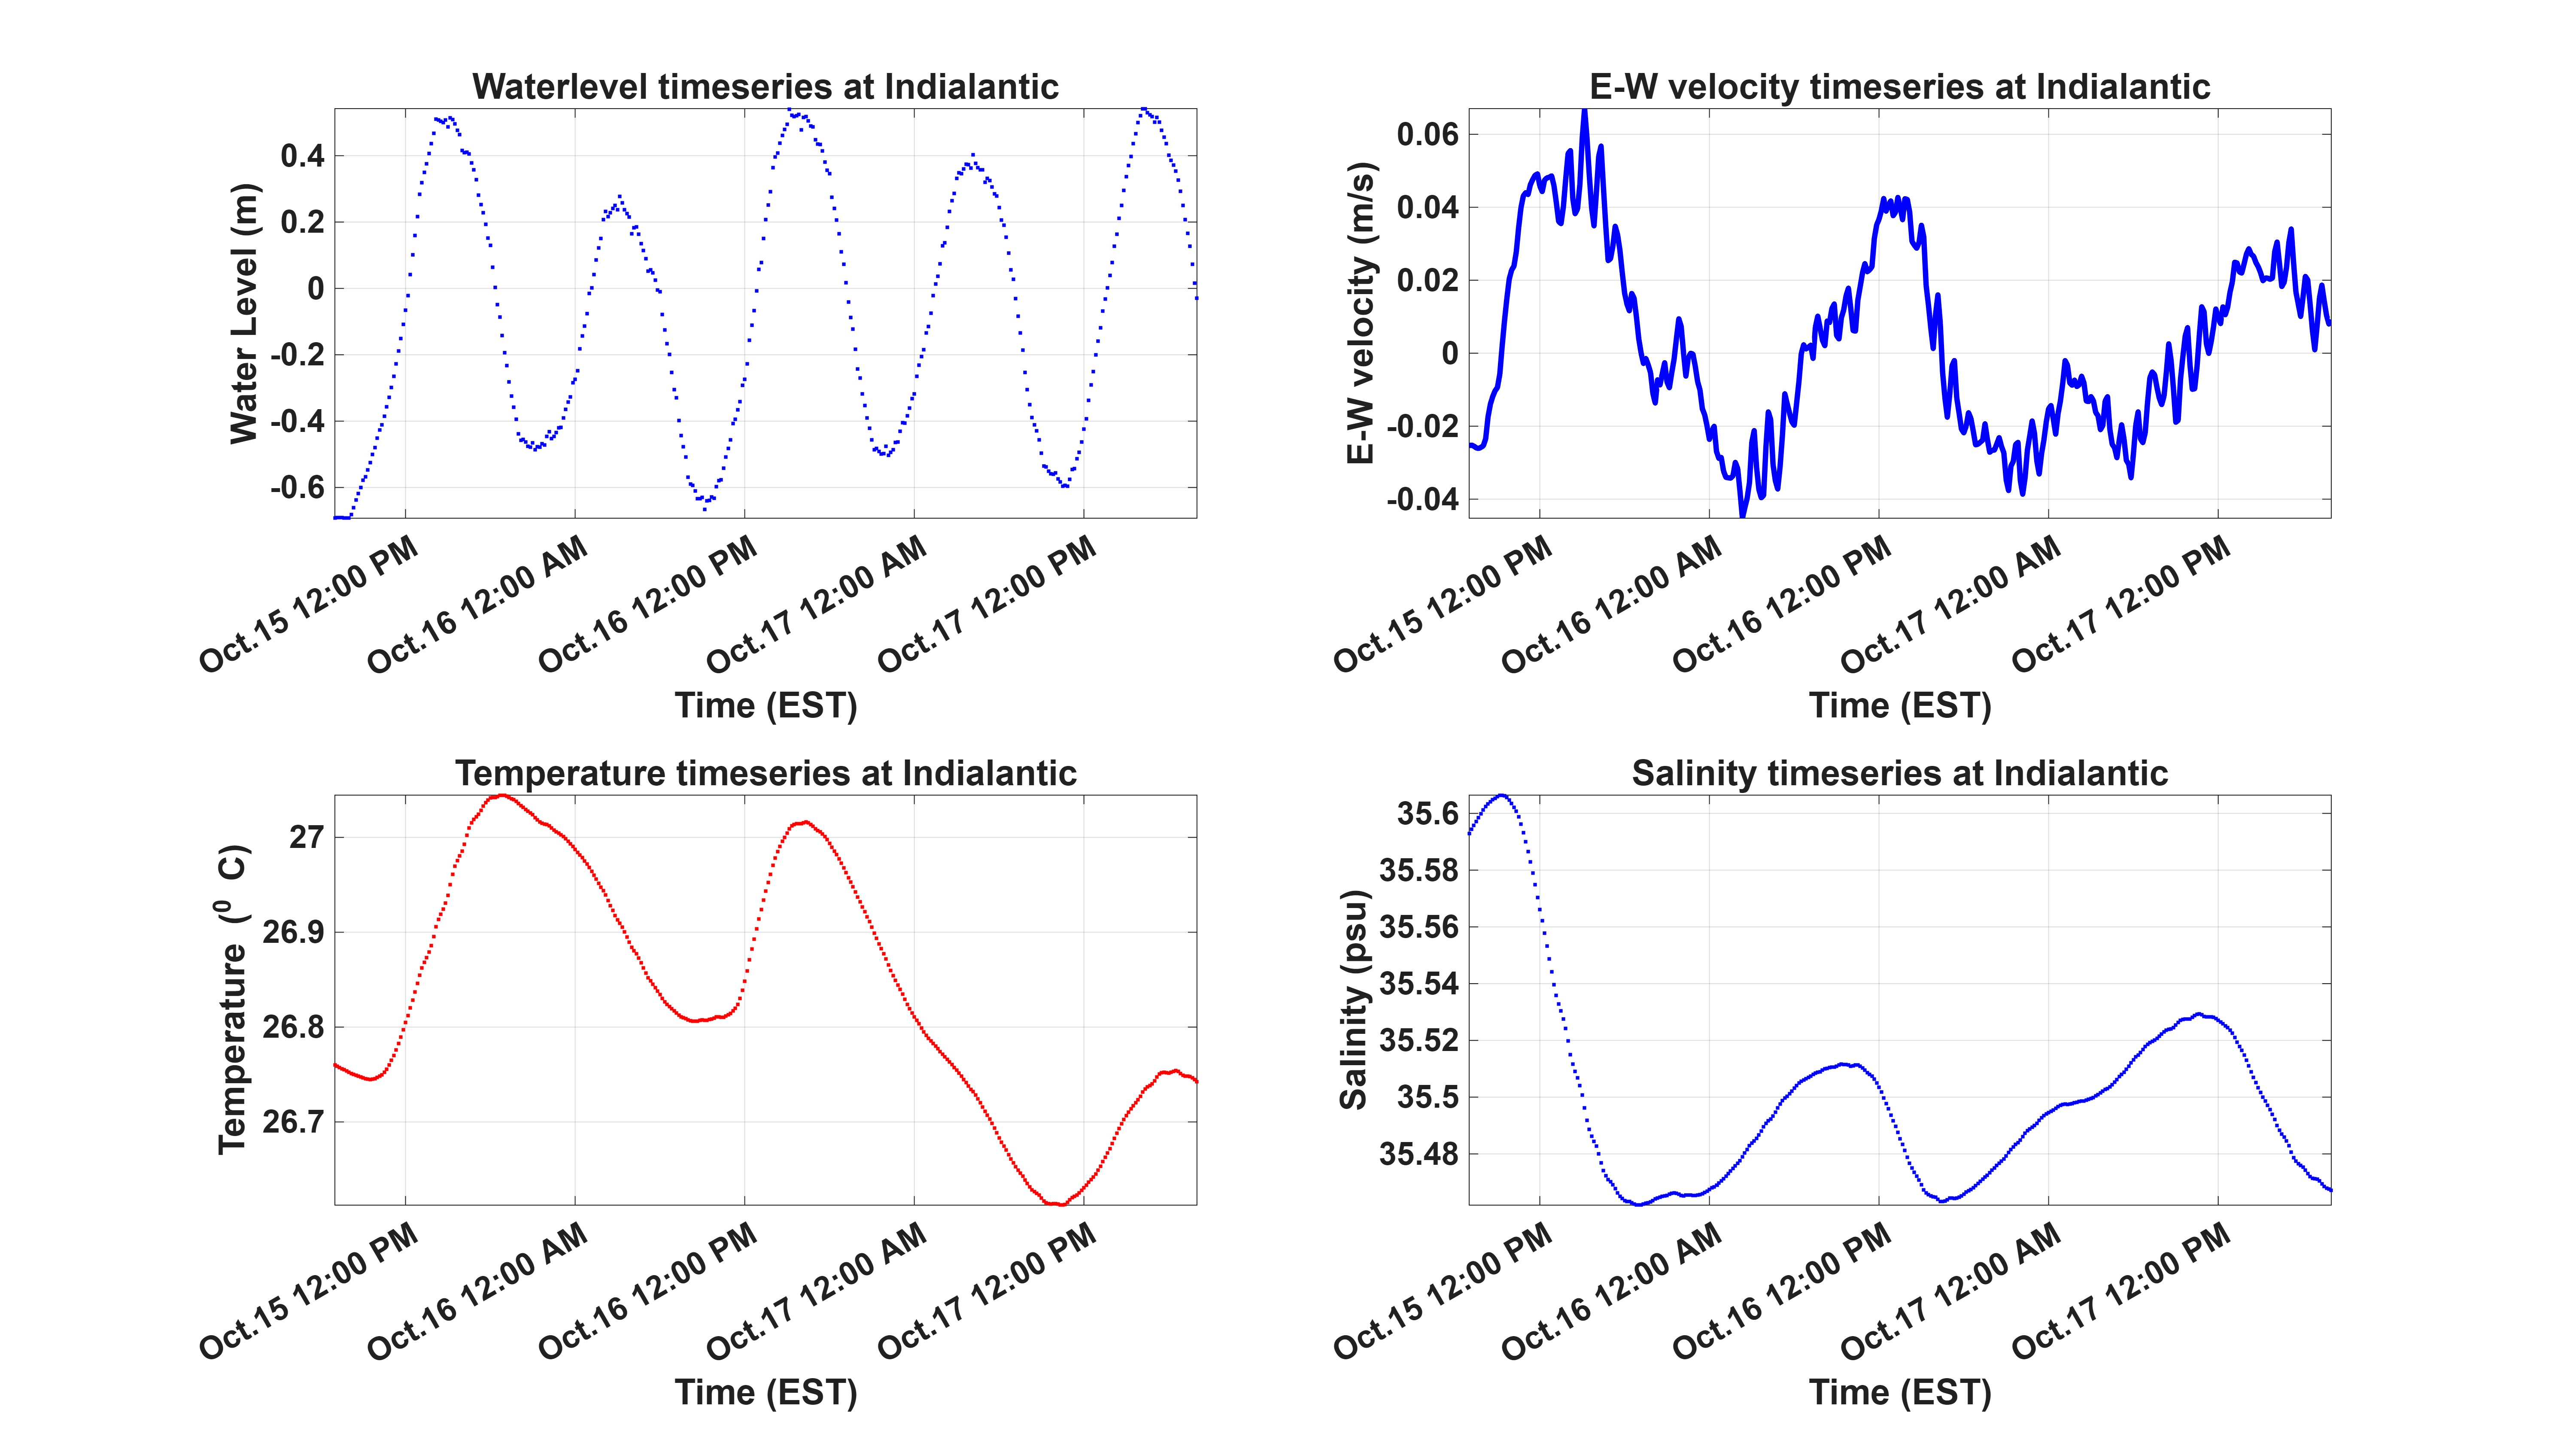 Waterlevel timeseries at Indialantic
Water Level (m)
0.4
0.2
0
-0.2
-0.4
-0.6
Oct.15 12:00 PM
Oct.16 12:00 AM
Oct.16 12:00 PM
Oct.17 12:00 AM
Oct.17 12:00 PM
Time (EST)
E-W velocity timeseries at Indialantic
E-W velocity (m/s)
0.06
0.04
0.02
0
-0.02
-0.04
Oct.15 12:00 PM
Oct.16 12:00 AM
Oct.16 12:00 PM
Oct.17 12:00 AM
Oct.17 12:00 PM
Time (EST)
Temperature timeseries at Indialantic
Temperature (⁰ C)
27
26.9
26.8
26.7
Oct.15 12:00 PM
Oct.16 12:00 AM
Oct.16 12:00 PM
Oct.17 12:00 AM
Oct.17 12:00 PM
Time (EST)
Salinity timeseries at Indialantic
Salinity (psu)
35.6
35.58
35.56
35.54
35.52
35.5
35.48
Oct.15 12:00 PM
Oct.16 12:00 AM
Oct.16 12:00 PM
Oct.17 12:00 AM
Oct.17 12:00 PM
Time (EST)